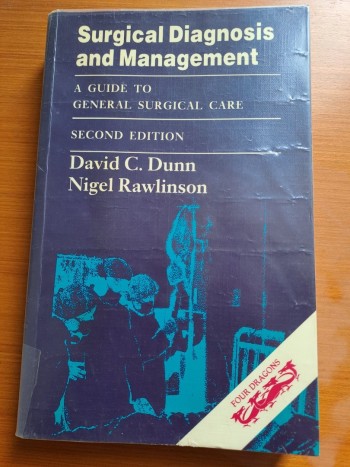 Surgical Diagnosis
and Management
A GUIDE TO
GENERAL SURGICAL CARE
SECOND EDITION
David C. Dunn
Nigel Rawlinson
FOUR DRAGONS